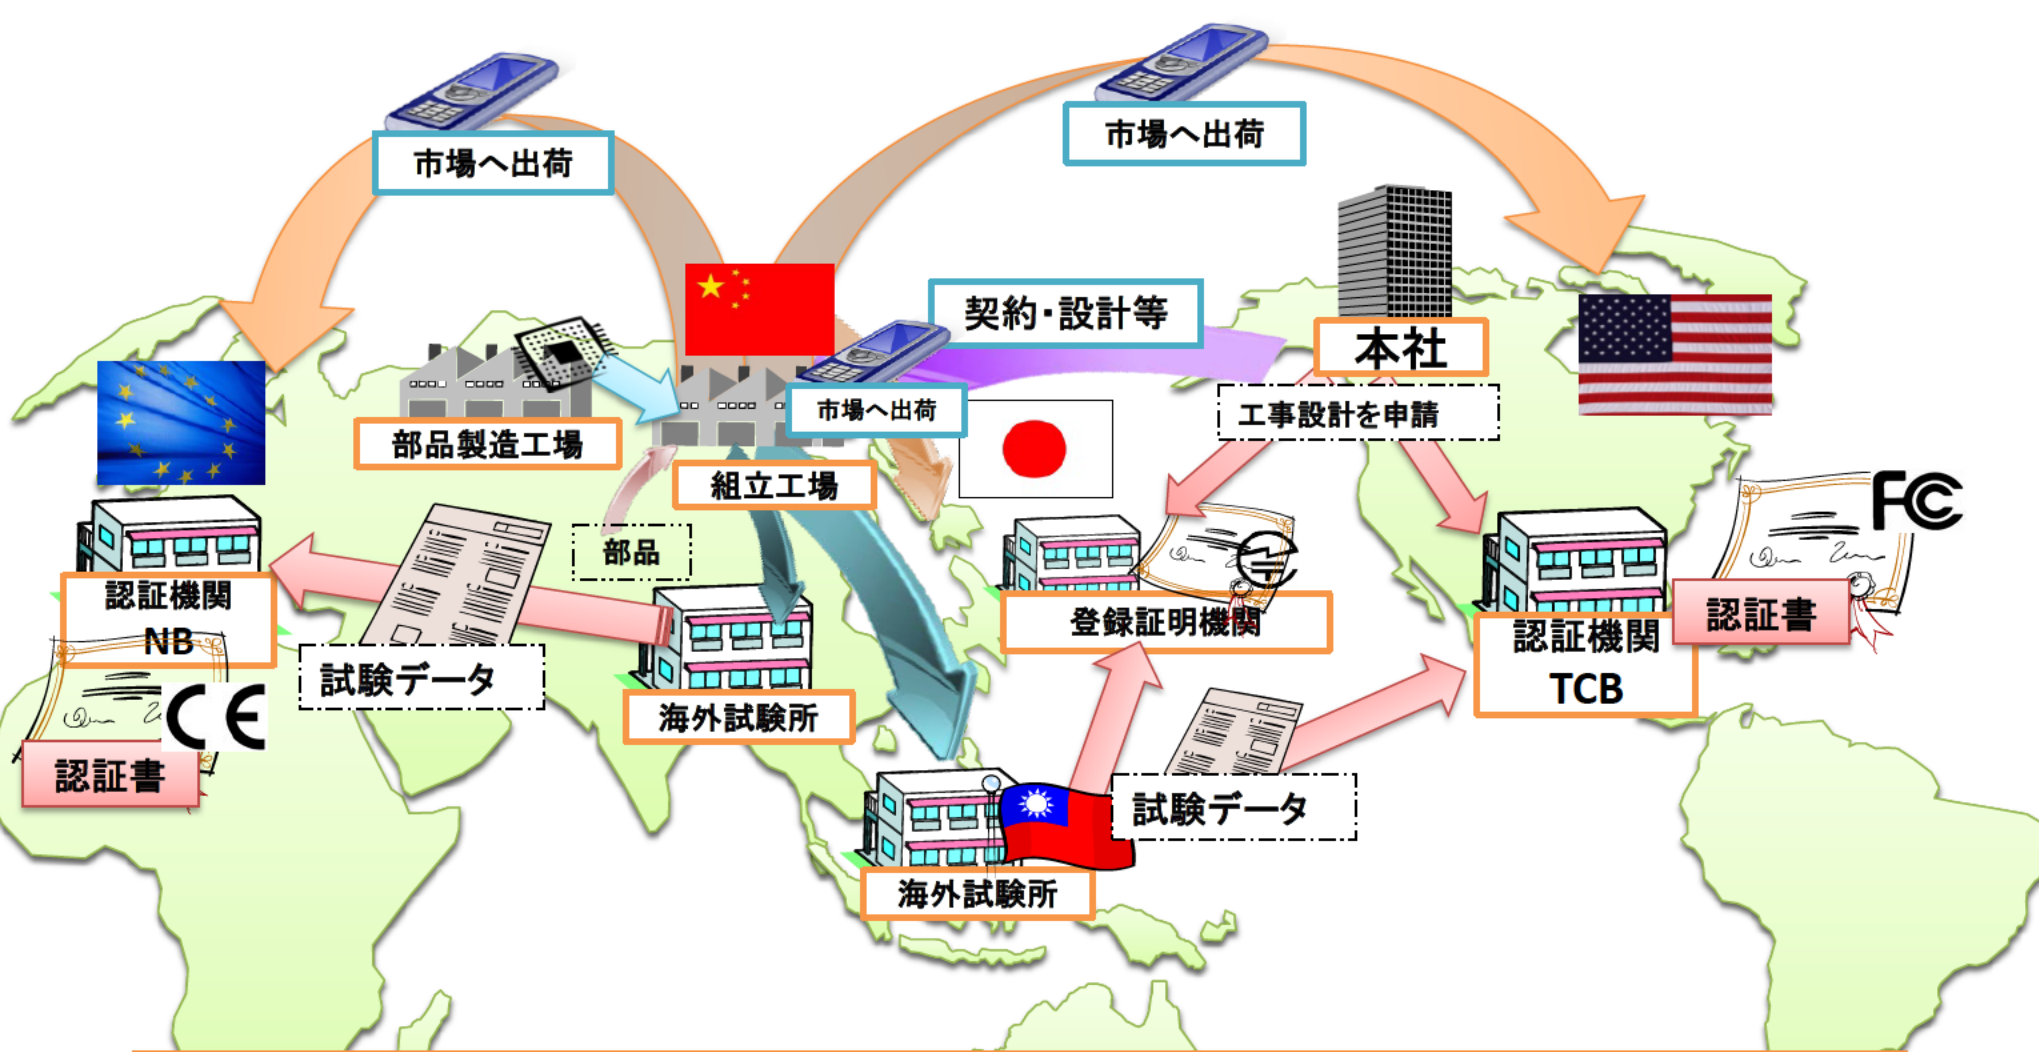 市場へ出荷
市場へ出荷
契約・設計等
本社
市場へ出荷
工事設計を申請
部品製造工場
組立工場
部品
認証機関
NB
登録証明機関
認証機関
TCB
認証書
FC
試験データ
海外試験所
CE
認証書
試験データ
海外試験所